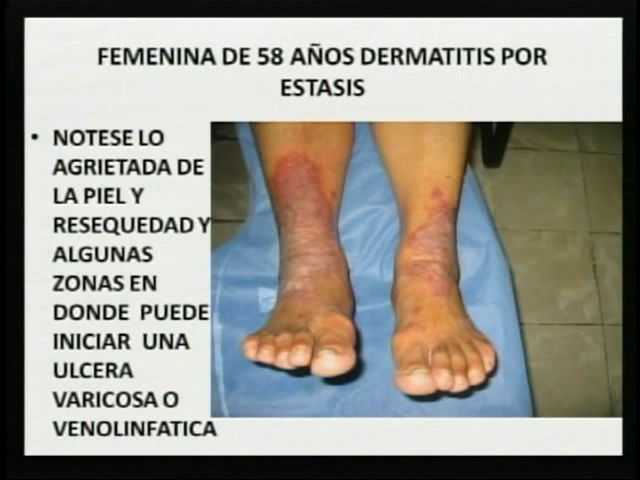 FEMENINA DE 58 AÑOS DERMATITIS POR
ESTASIS
• NOTESE LO
AGRIETADA DE
LA PIEL Y
RESEQUEDAD Y
ALGUNAS
ZONAS EN
DONDE PUEDE
INICIAR UNA
ULCERA
VARICOSA O
VENOLINFATICA